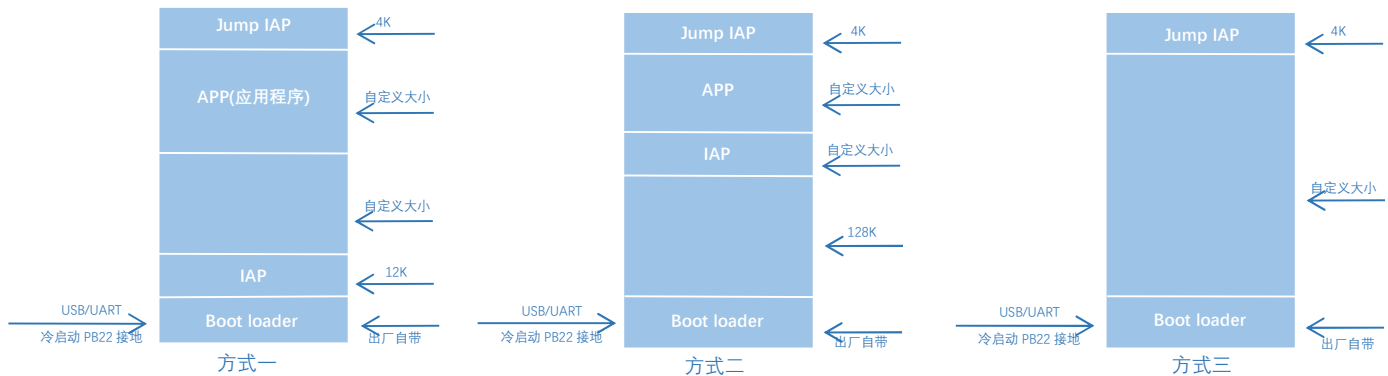 Jump IAP
4K
APP(应用程序)
自定义大小
自定义大小
IAP
12K
USB/UART
冷启动 PB22 接地
Boot loader
出厂自带
方式一
Jump IAP
4K
APP
自定义大小
IAP
自定义大小
128K
USB/UART
冷启动 PB22 接地
Boot loader
出厂自带
方式二
Jump IAP
4K
自定义大小
USB/UART
冷启动 PB22 接地
Boot loader
出厂自带
方式三